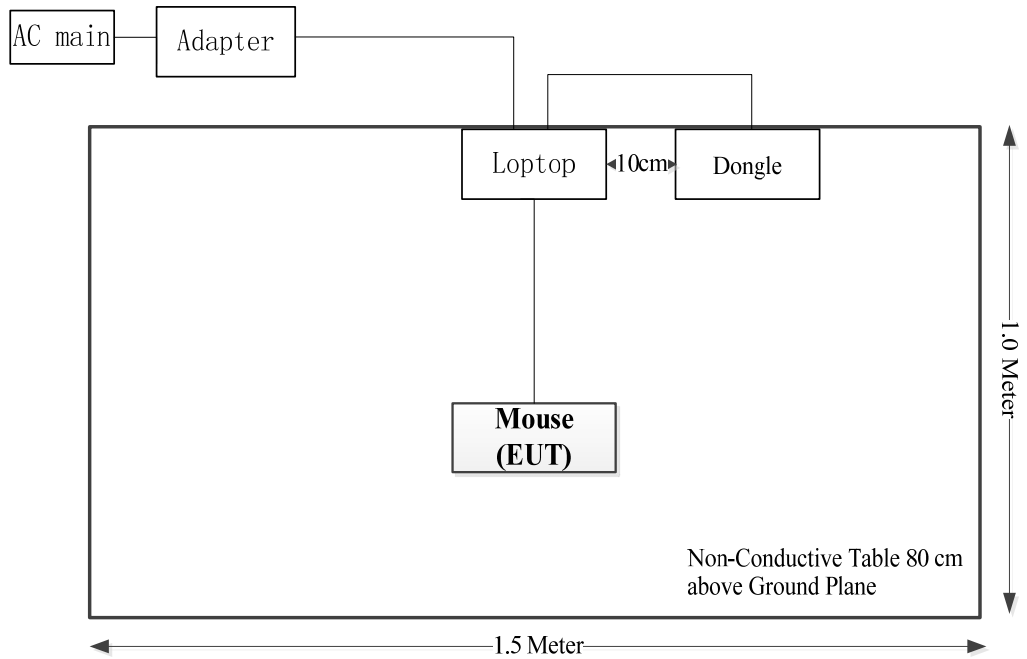 AC main
Adapter
Loptop
10cm
Dongle
Mouse
(EUT)
1.0 Meter
Non-Conductive Table 80 cm
above Ground Plane
1.5 Meter